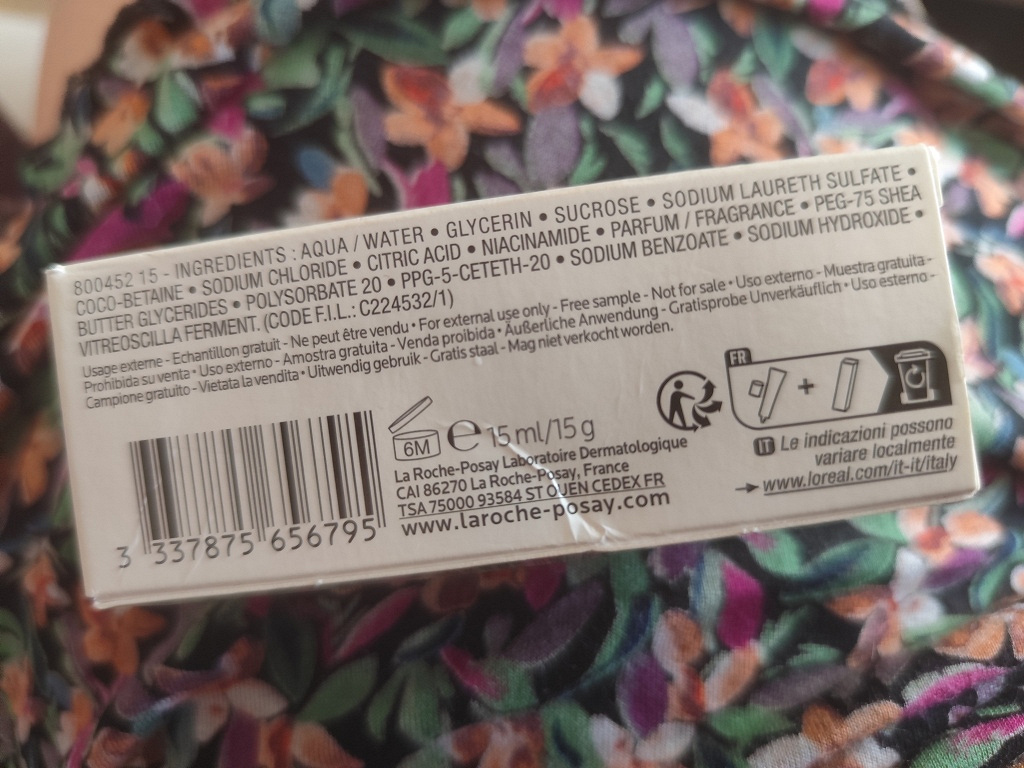 800452 15 - INGREDIENTS : AQUA / WATER • GLYCERIN • SUCROSE • SODIUM LAURETH SULFATE •
COCO-BETAINE • SODIUM CHLORIDE • CITRIC ACID • NIACINAMIDE • PARFUM / FRAGRANCE • PEG-75 SHEA
BUTTER GLYCERIDES • POLYSORBATE 20 • PPG-5-CETETH-20 • SODIUM BENZOATE • SODIUM HYDROXIDE •
VITREOSCILLA FERMENT. (CODE F.I.L.: C224532/1)
Usage externe - Echantillon gratuit - Ne peut être vendu • For external use only - Free sample - Not for sale • Uso externo - Muestra gratuita -
Prohibida su venta • Uso externo - Amostra gratuita - Venda proibida • Äußerliche Anwendung - Gratisprobe Unverkäuflich • Uso esterno -
Campione gratuito - Vietata la vendita • Uitwendig gebruik - Gratis staal - Mag niet verkocht worden.
6M
e 15 ml/15 g
La Roche-Posay Laboratoire Dermatologique
CAI 86270 La Roche-Posay, France
TSA 75000 93584 ST OUEN CEDEX FR
www.laroche-posay.com
3 337875 656795
FR
+
IT Le indicazioni possono
variare localmente
www.loreal.com/it-it/italy